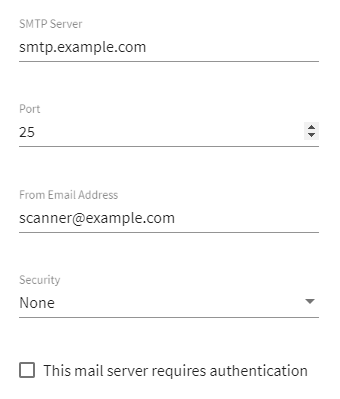 SMTP Server
smtp.example.com
Port
25
From Email Address
scanner@example.com
Security
None
This mail server requires authentication